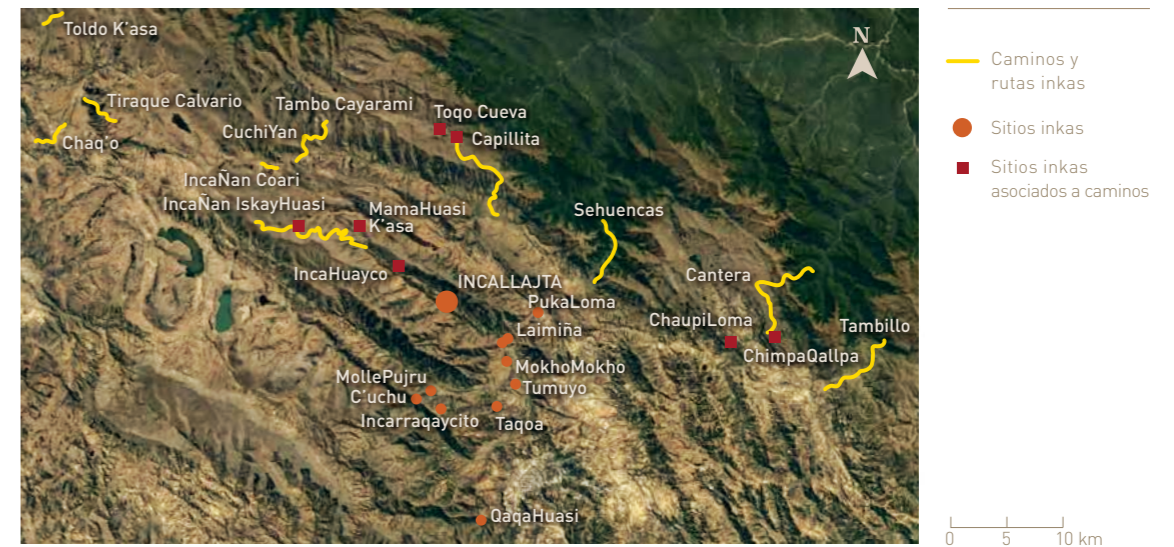 Toldo K'asa
N
Tiraque Calvario
Tambo Cayarami
Toqo Cueva
CuchiYan
Capillita
Chaq'o
IncaÑan Coari
IncaÑan IskayHuasi
MamaHuasi
K'asa
Sehuencas
IncaHuayco
Cantera
INCALLAJTA
PukaLoma
ChaupiLoma
Tambillo
Laimiña
ChimpaQallpa
MokhoMokho
MollePujru
Tumuyo
C'uchu
Incarraqaycito
Taqoa
QaqaHuasi
Caminos y
rutas inkas
Sitios inkas
Sitios inkas
asociados a caminos
0 5 10 km